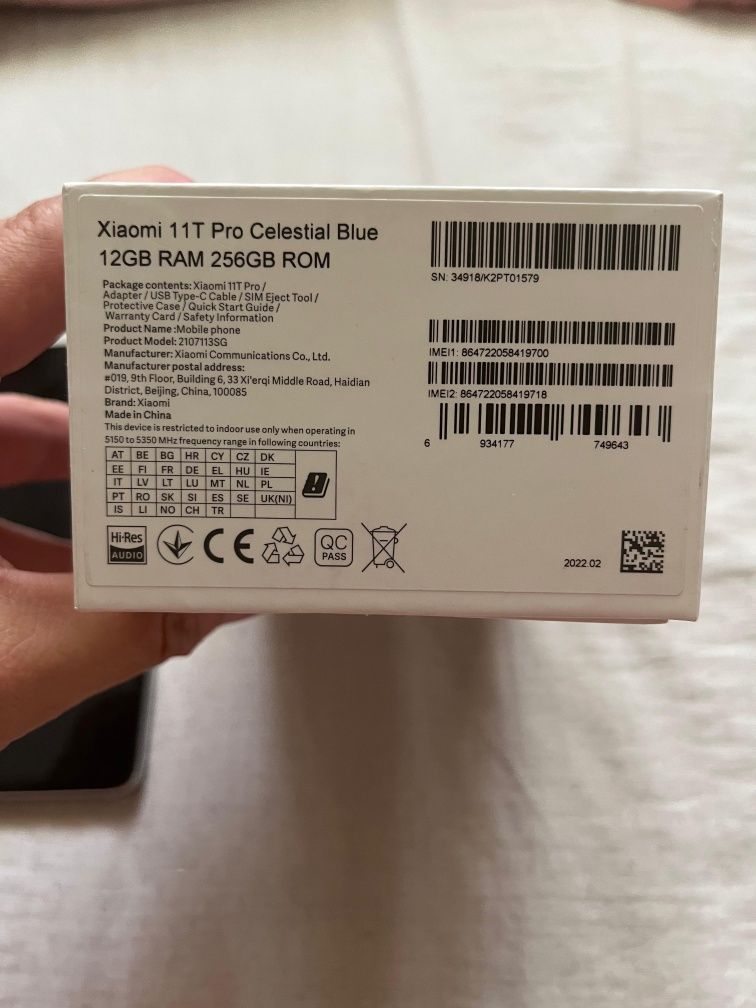 Xiaomi 11T Pro Celestial Blue
12GB RAM 256GB ROM
Package contents: Xiaomi 11T Pro /
Adapter / USB Type-C Cable / SIM Eject Tool /
Protective Case / Quick Start Guide /
Warranty Card / Safety Information
Product Name :Mobile phone
Product Model: 2107113SG
Manufacturer: Xiaomi Communications Co., Ltd.
Manufacturer postal address:
#019, 9th Floor, Building 6, 33 Xi'erqi Middle Road, Haidian
District, Beijing, China, 100085
Brand: Xiaomi
Made in China
This device is restricted to indoor use only when operating in
5150 to 5350 MHz frequency range in following countries:
AT BE BG HR CY CZ DK
EE FI FR DE EL HU IE
IT LV LT LU MT NL PL
PT RO SK SI ES SE UK(NI)
IS LI NO CH TR
Hi-Res
AUDIO
CE
QC
PASS
SN: 34918/K2PT01579
IMEI1: 864722058419700
IMEI2: 864722058419718
6 934177 749643
2022 02